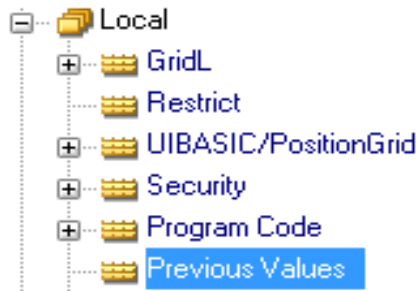 Local
GridL
Restrict
UIBASIC/PositionGrid
Security
Program Code
Previous Values